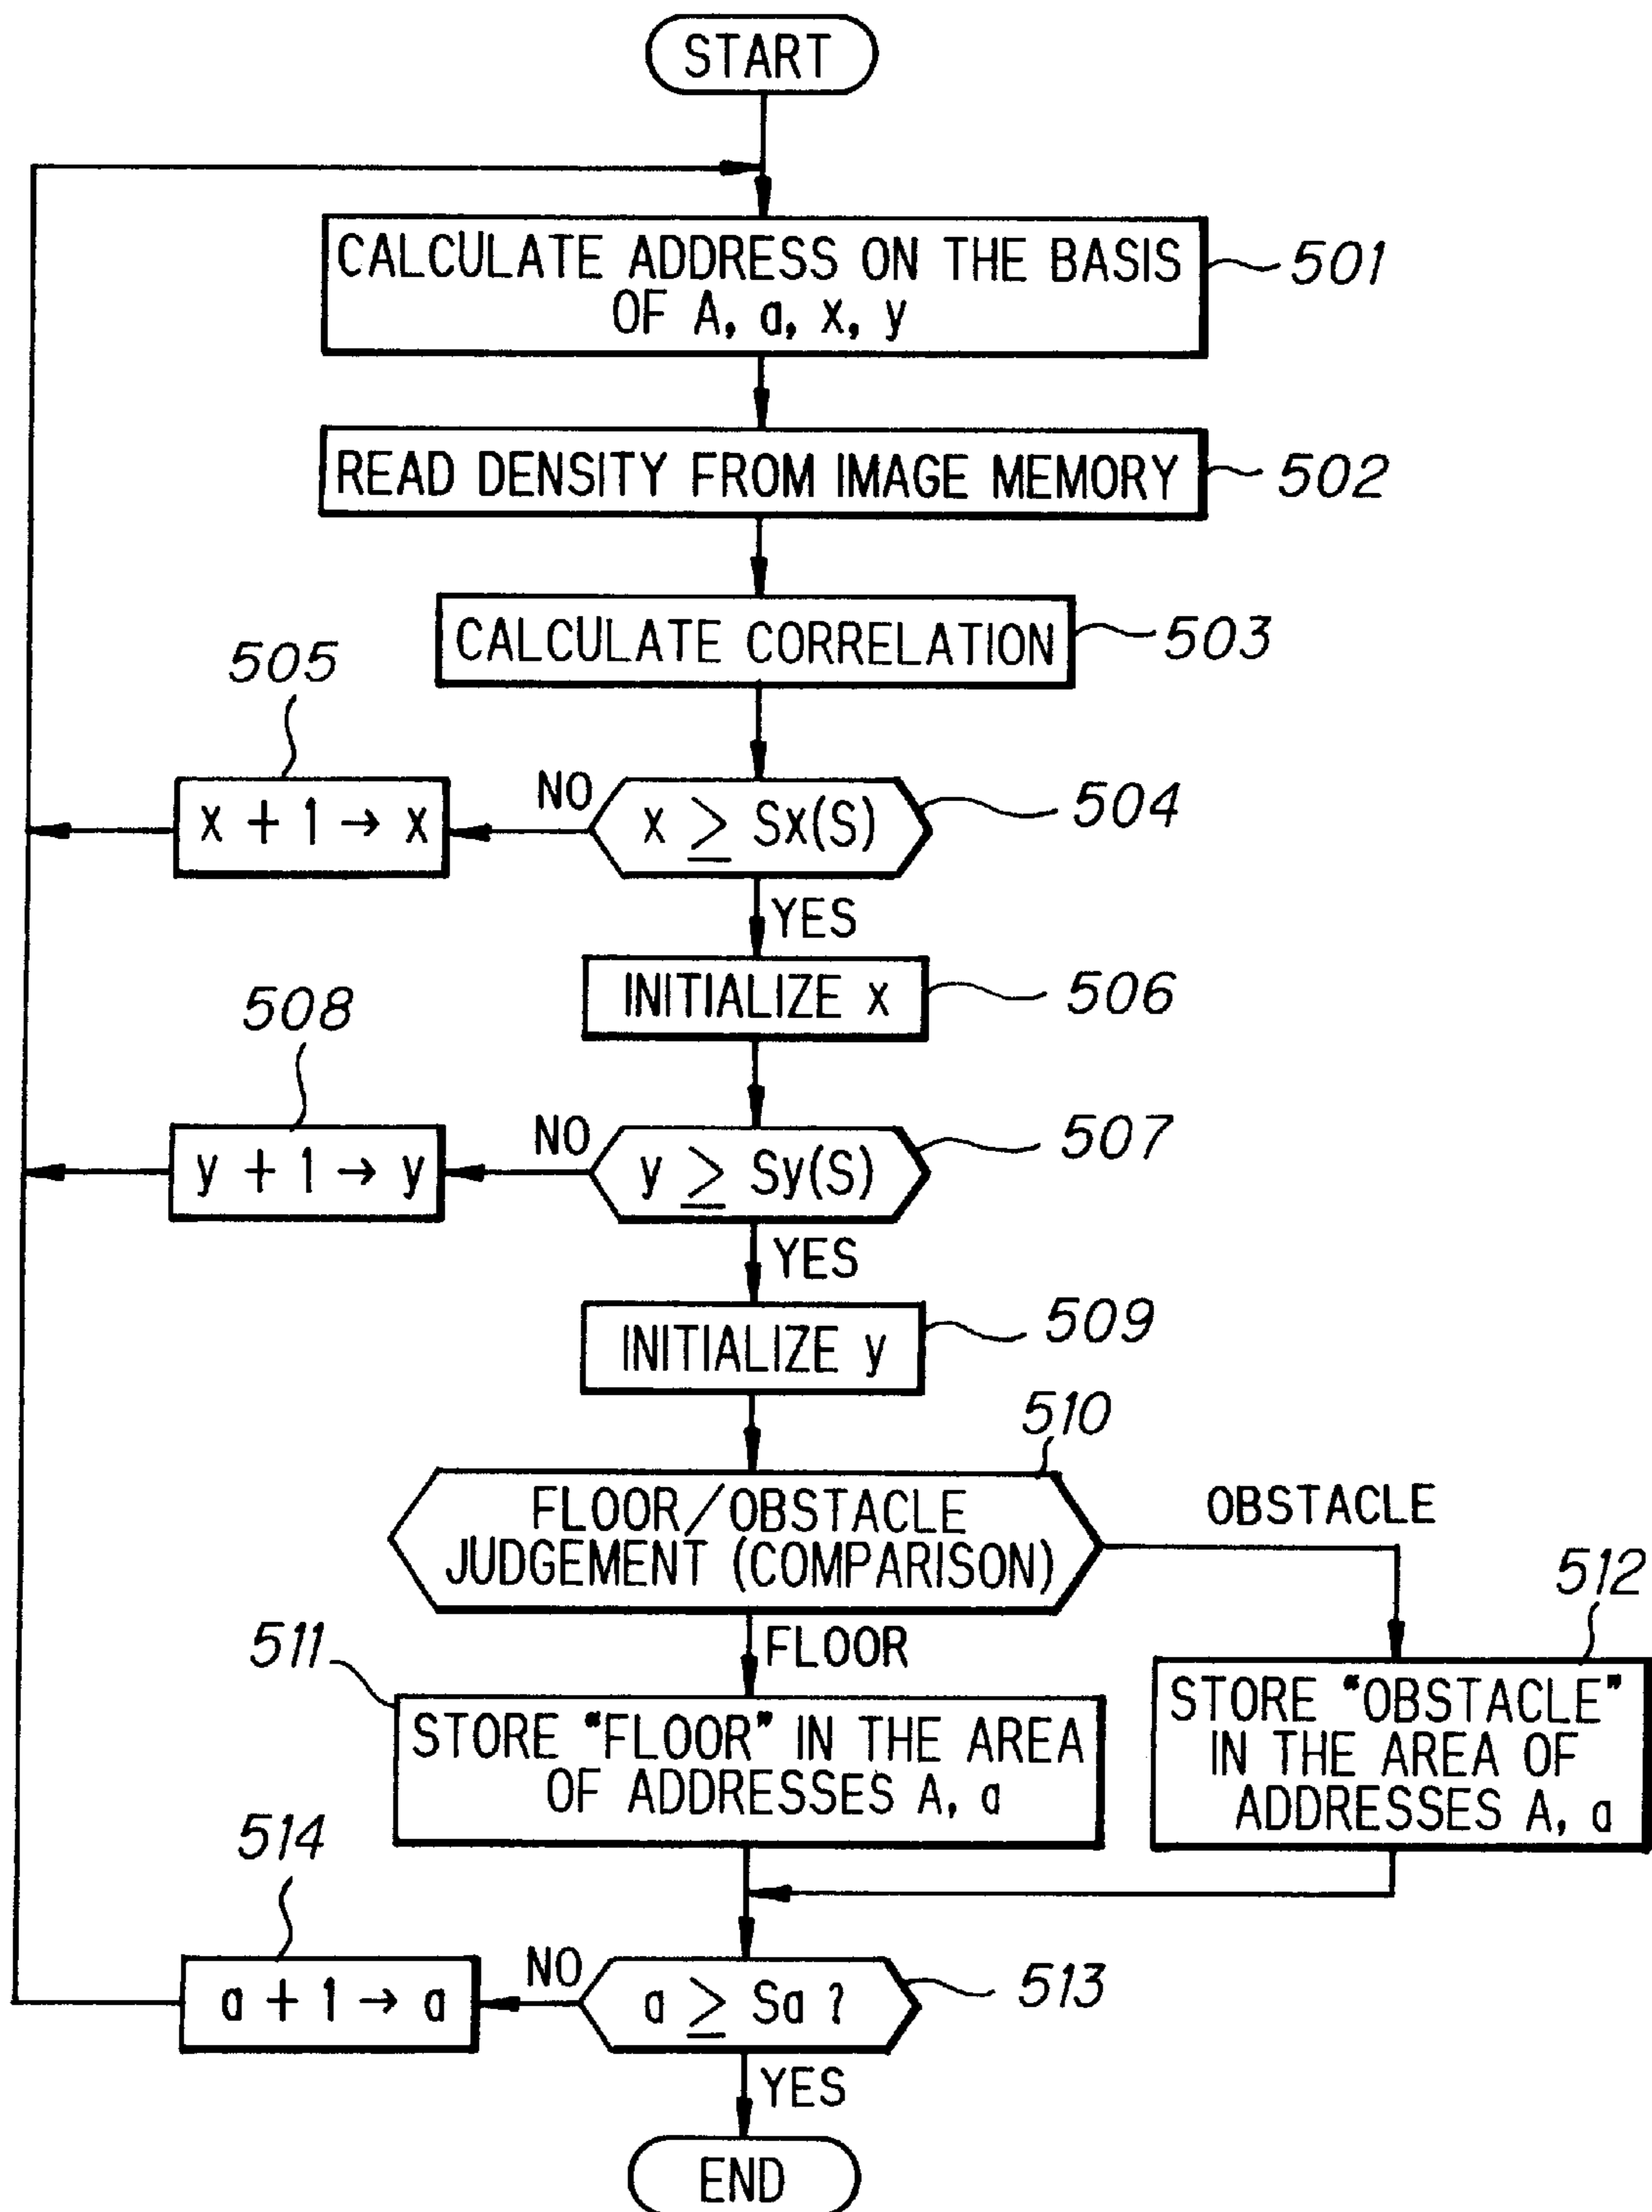 START
CALCULATE ADDRESS ON THE BASIS
OF A, a, x, y
501
READ DENSITY FROM IMAGE MEMORY
502
CALCULATE CORRELATION
503
505
x + 1 → x
NO
x ≥ Sx(S)
504
YES
INITIALIZE x
506
508
y + 1 → y
NO
y ≥ Sy(S)
507
YES
INITIALIZE y
509
510
FLOOR/OBSTACLE
JUDGEMENT (COMPARISON)
OBSTACLE
512
511
FLOOR
STORE "FLOOR" IN THE AREA
OF ADDRESSES A, a
STORE "OBSTACLE"
IN THE AREA OF
ADDRESSES A, a
514
a + 1 → a
NO
a ≥ Sa ?
513
YES
END